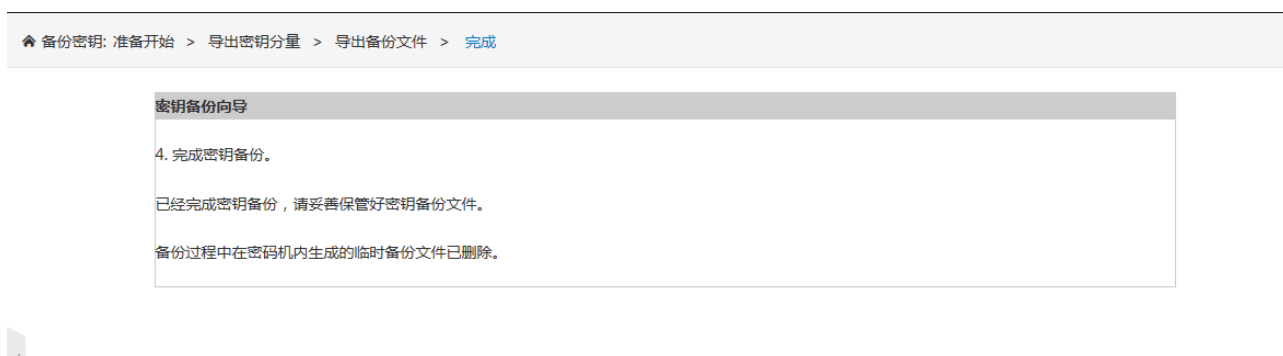 备份密钥: 准备开始 > 导出密钥分量 > 导出备份文件 > 完成
密钥备份向导
4. 完成密钥备份。
已经完成密钥备份，请妥善保管好密钥备份文件。
备份过程中在密码机内生成的临时备份文件已删除。